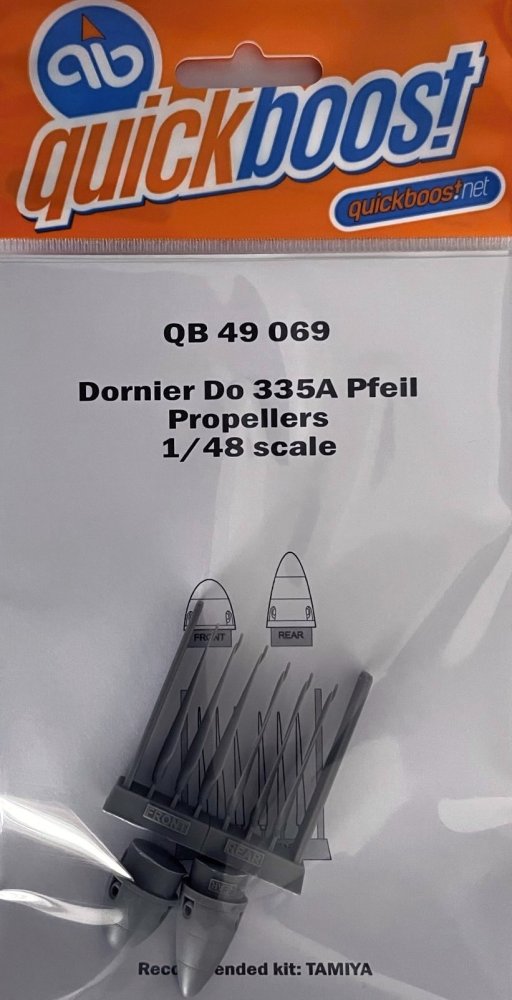 qb
quickboost
quickboost.net
QB 49 069
Dornier Do 335A Pfeil
Propellers
1/48 scale
FRONT REAR
FRONT
REAR
ended kit: TAMIYA